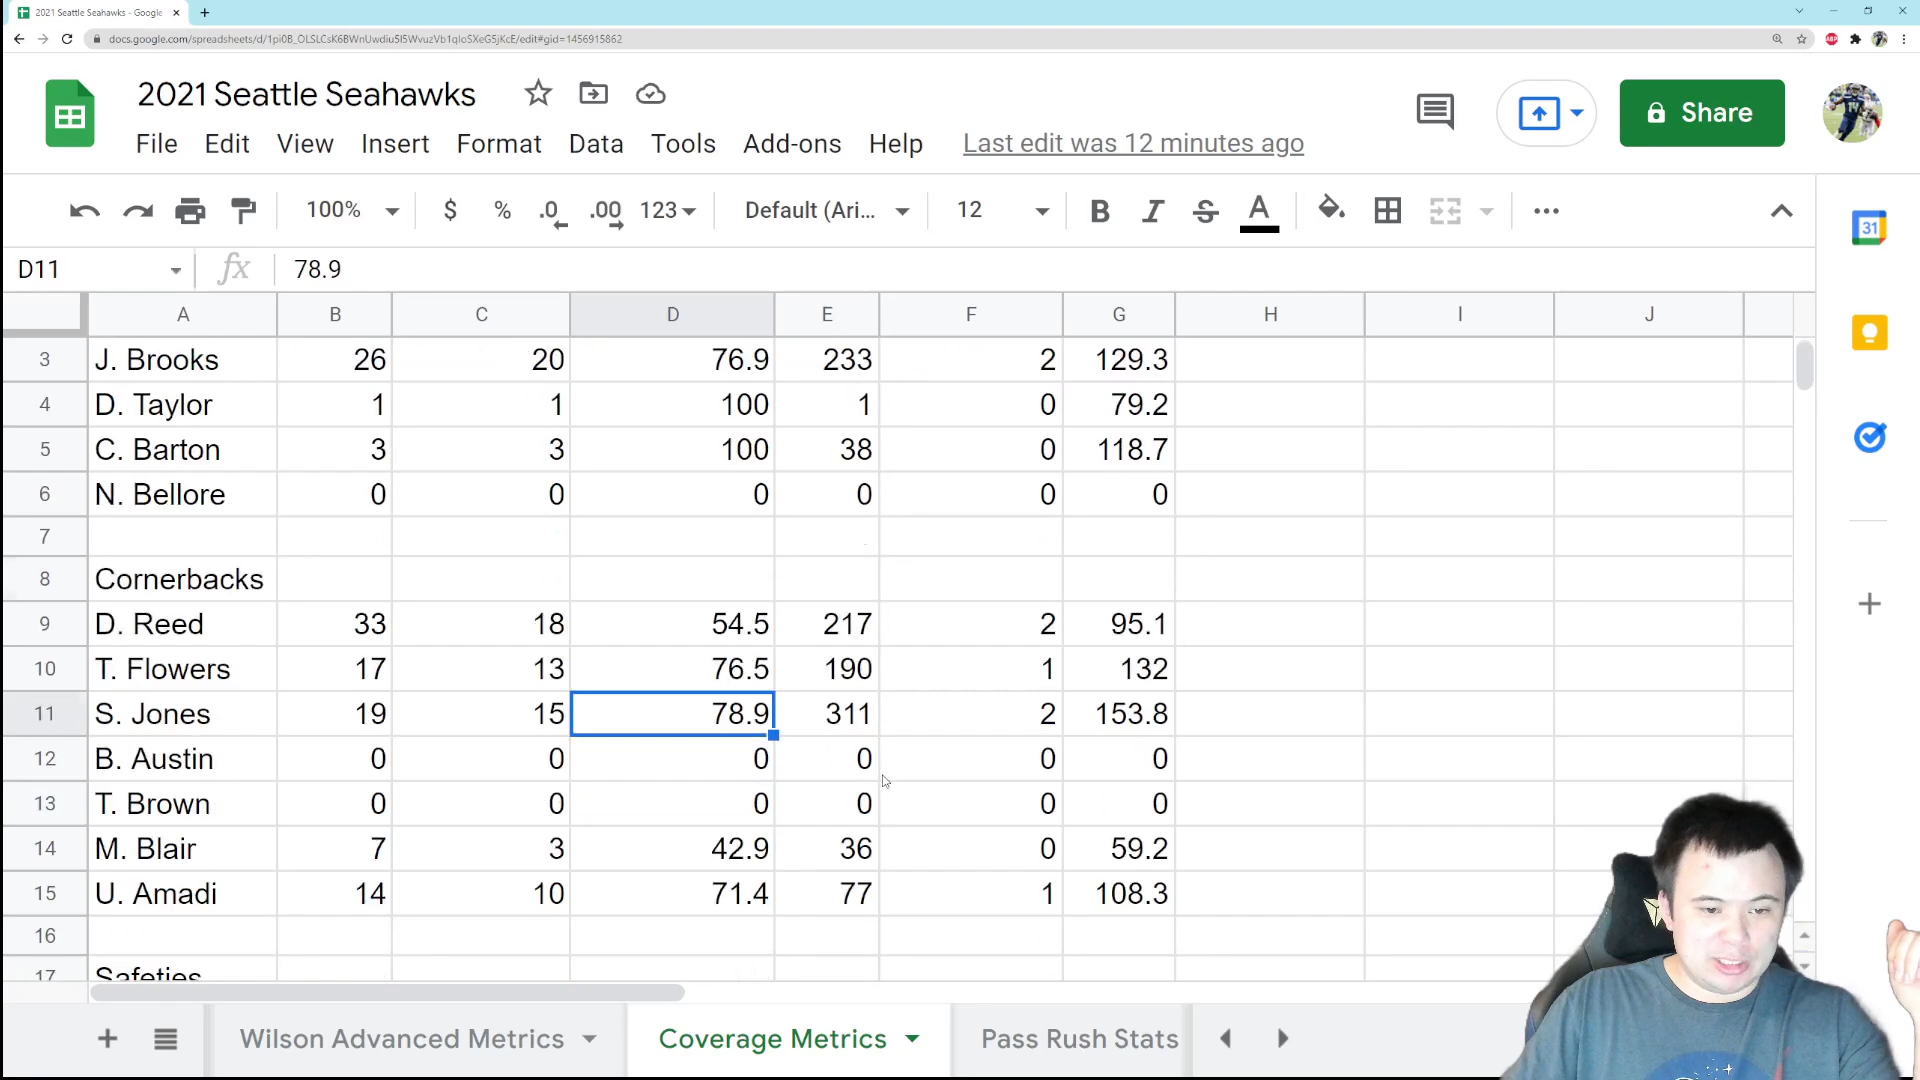 2021 Seattle Seahawks - Google
docs.google.com/spreadsheets/d/1pi0B_OLSLCsK6BWnUwdiu5I5WvuzVb1qIoSXeG5jKcE/edit#gid=1456915862
ABP
2021 Seattle Seahawks
File Edit View Insert Format Data Tools Add-ons Help Last edit was 12 minutes ago
Share
100% $ % .0 .00 123 Default (Ari... 12 B I S A
31
D11 fx 78.9
A B C D E F G H I J
3 J. Brooks 26 20 76.9 233 2 129.3
4 D. Taylor 1 1 100 1 0 79.2
5 C. Barton 3 3 100 38 0 118.7
6 N. Bellore 0 0 0 0 0 0
7
8 Cornerbacks
9 D. Reed 33 18 54.5 217 2 95.1
10 T. Flowers 17 13 76.5 190 1 132
11 S. Jones 19 15 78.9 311 2 153.8
12 B. Austin 0 0 0 0 0 0
13 T. Brown 0 0 0 0 0 0
14 M. Blair 7 3 42.9 36 0 59.2
15 U. Amadi 14 10 71.4 77 1 108.3
16
17 Safeties
Wilson Advanced Metrics Coverage Metrics Pass Rush Stats